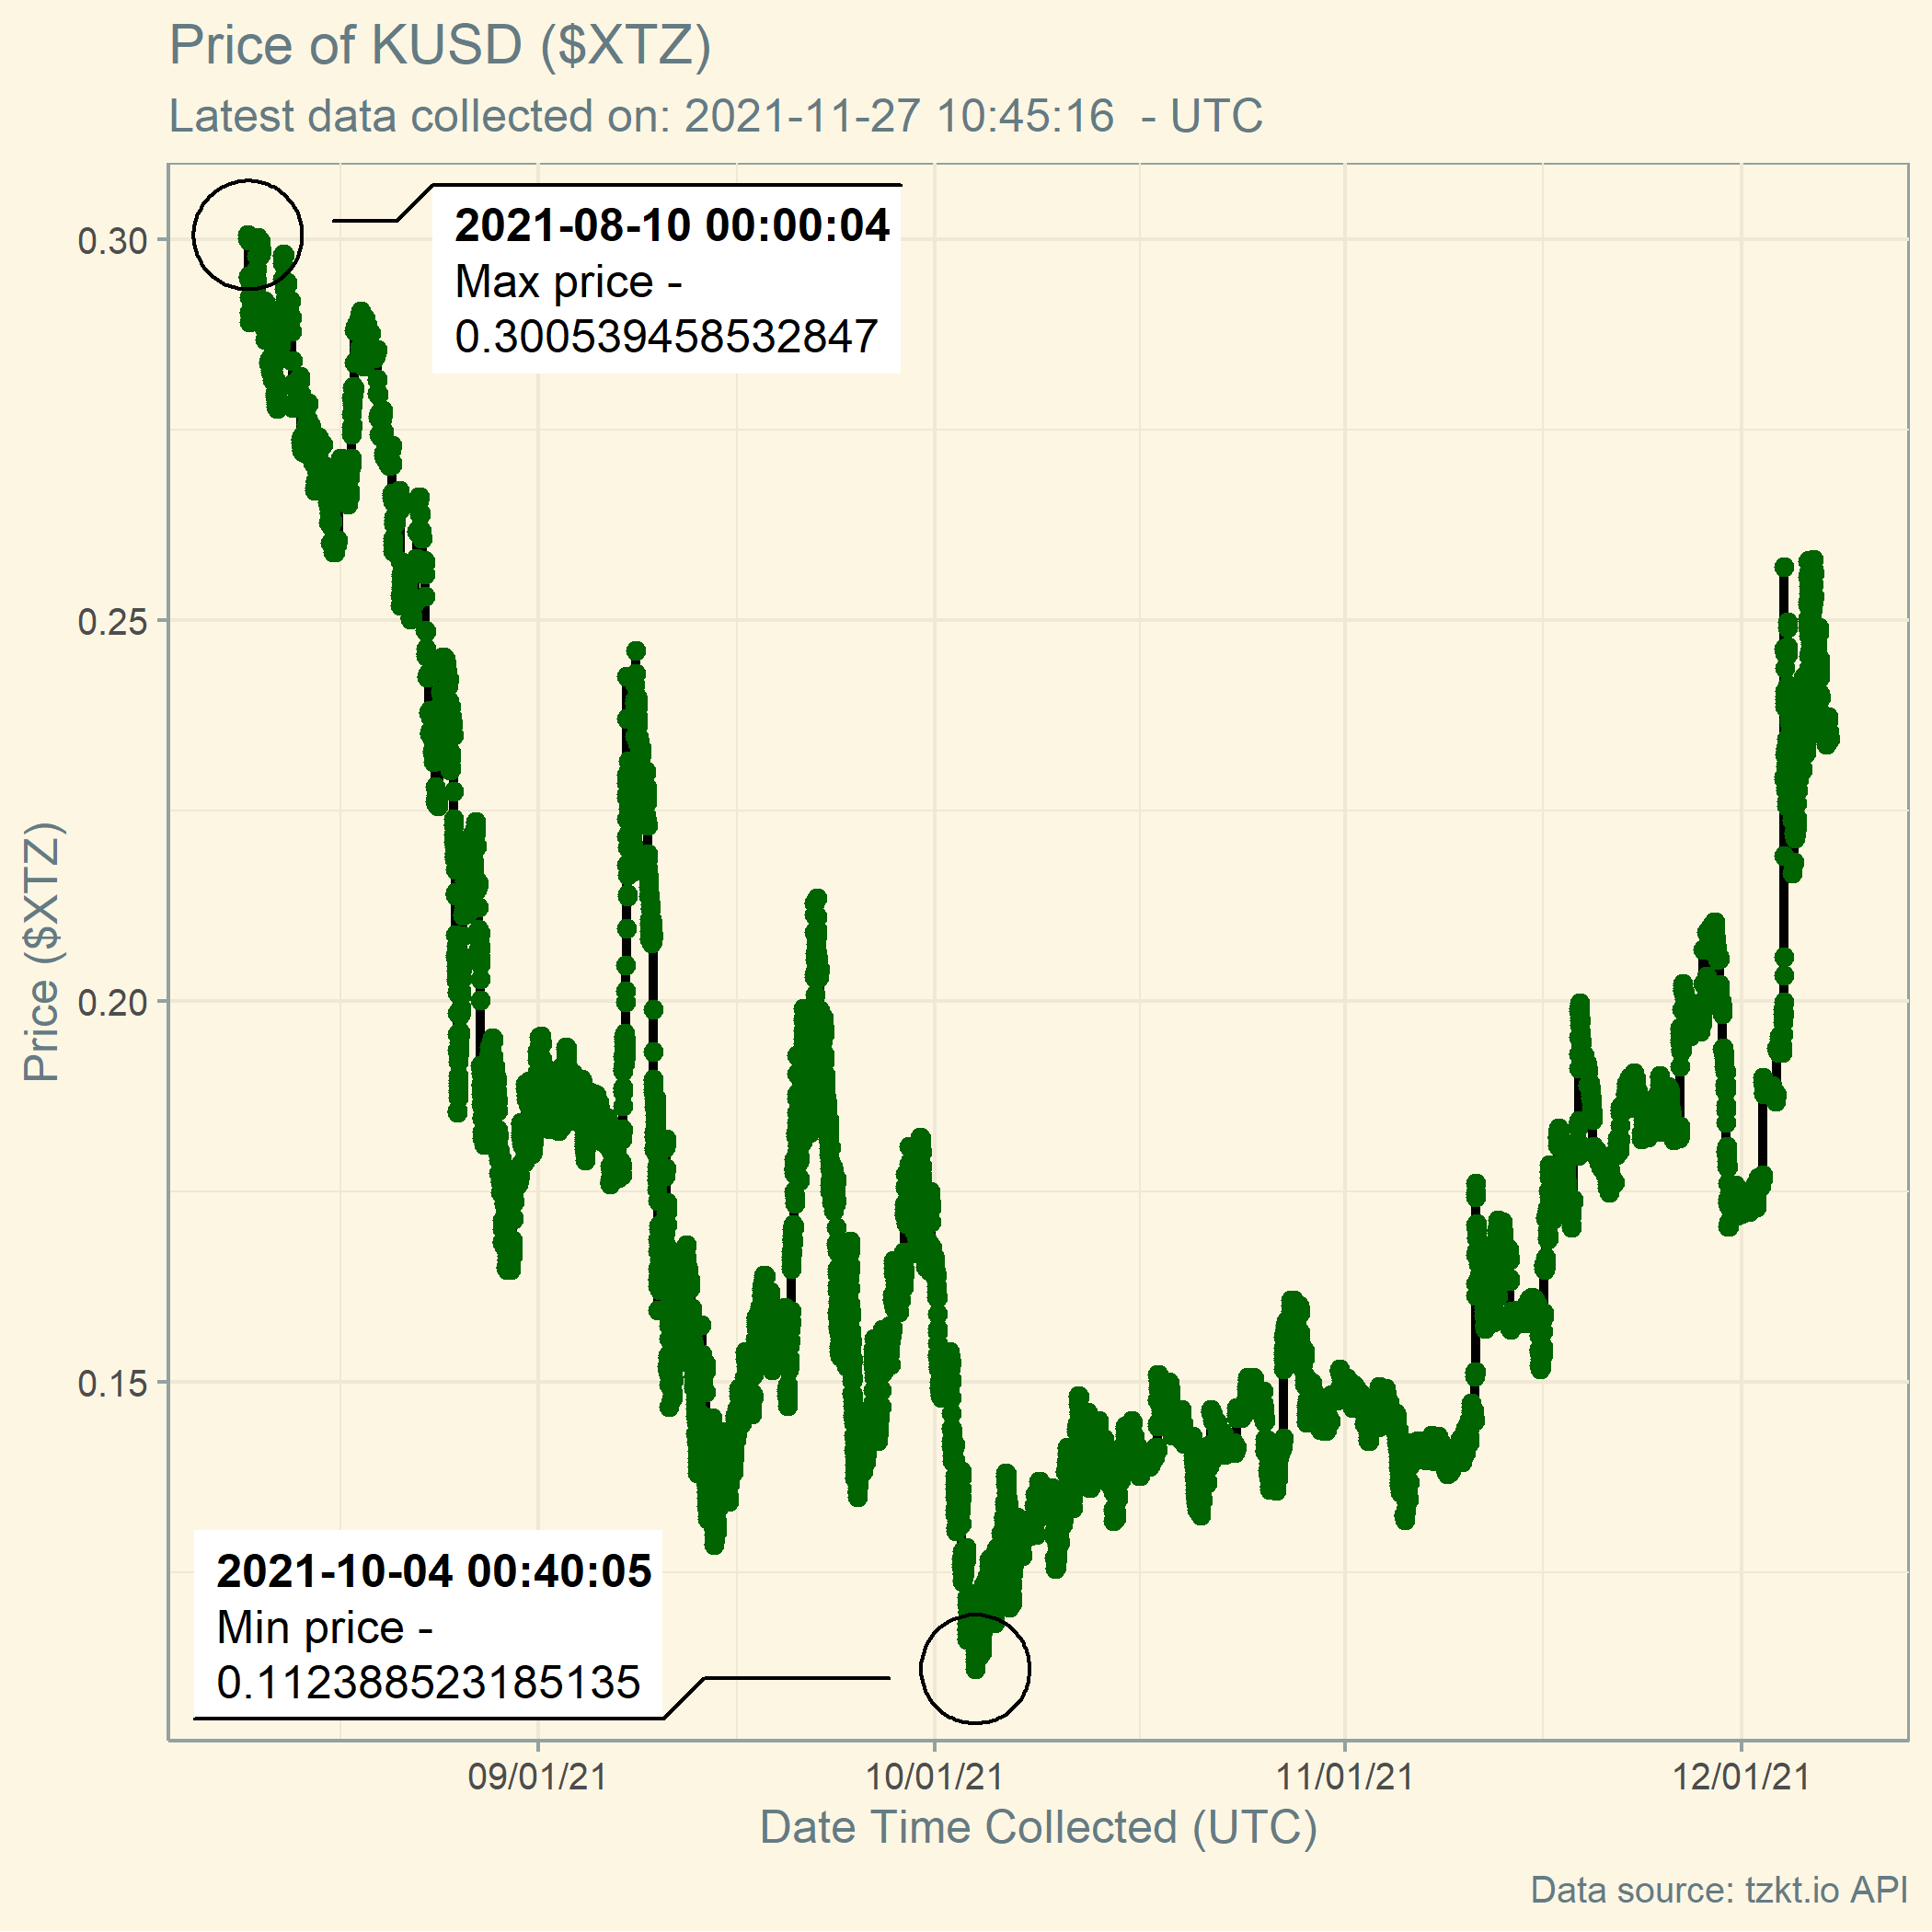 Price of KUSD ($XTZ)
Latest data collected on: 2021-11-27 10:45:16  - UTC
2021-08-10 00:00:04
Max price -
0.300539458532847
0.30
0.25
0.20
0.15
Price ($XTZ)
2021-10-04 00:40:05
Min price -
0.112388523185135
09/01/21
10/01/21
11/01/21
12/01/21
Date Time Collected (UTC)
Data source: tzkt.io API